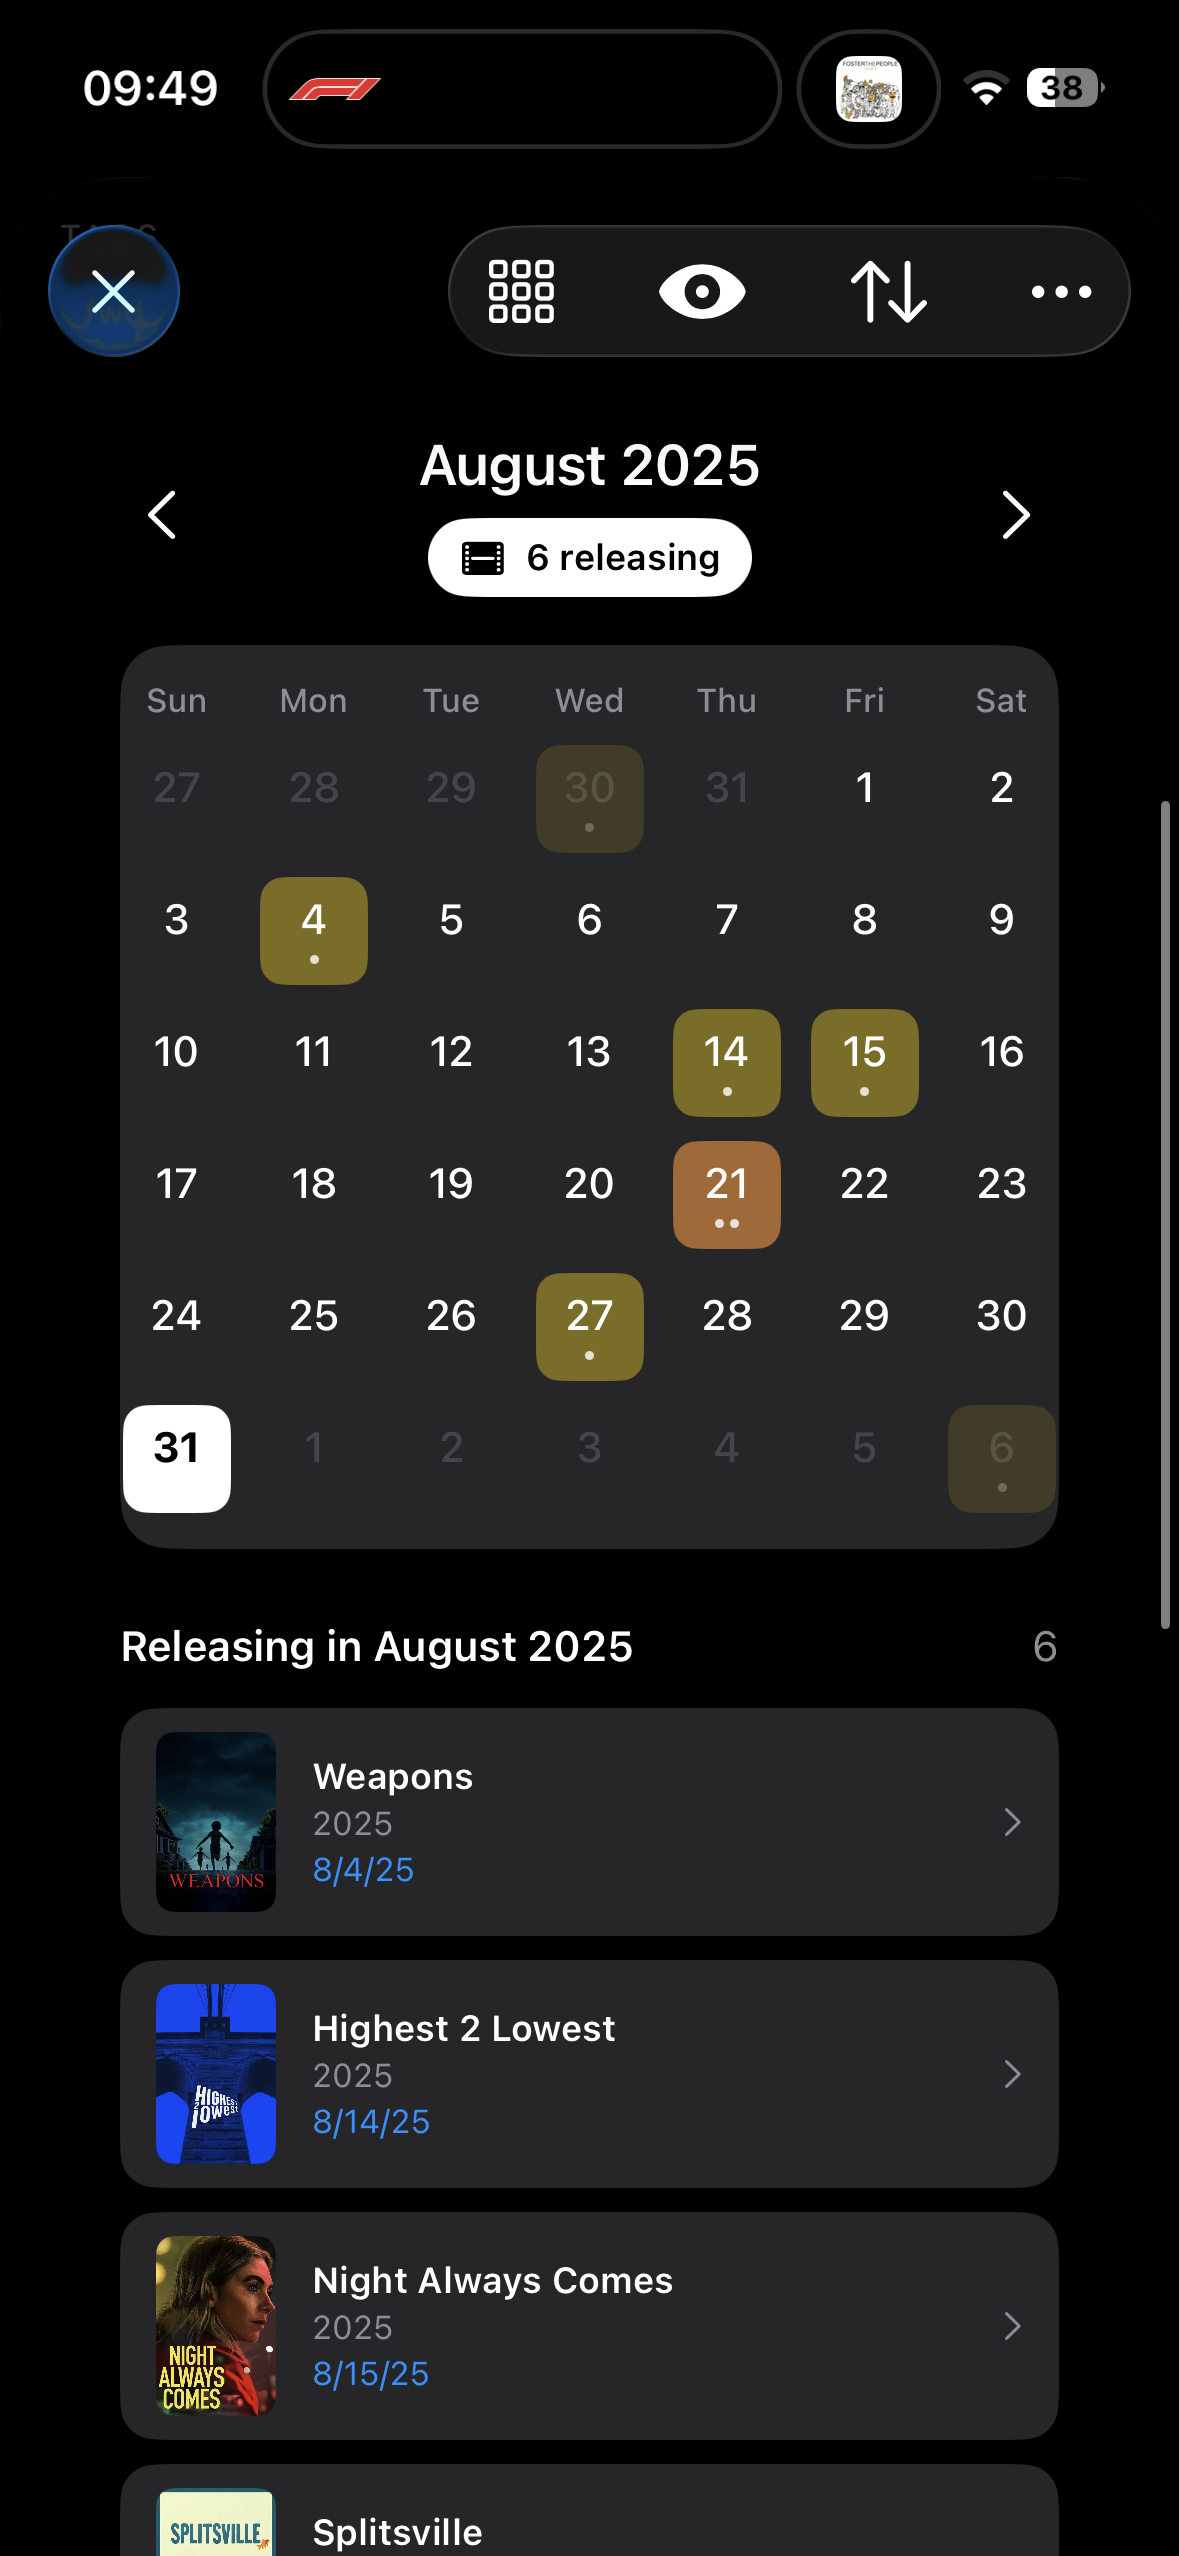 09:49
FOSTERTHEPEOPLE
38
TAGS
August 2025
6 releasing
Sun Mon Tue Wed Thu Fri Sat
27 28 29 30 31 1 2
3 4 5 6 7 8 9
10 11 12 13 14 15 16
17 18 19 20 21 22 23
24 25 26 27 28 29 30
31 1 2 3 4 5 6
Releasing in August 2025 6
WEAPONS
Weapons
2025
8/4/25
HIGHEST
2
LOWEST
Highest 2 Lowest
2025
8/14/25
NIGHT
ALWAYS
COMES
Night Always Comes
2025
8/15/25
SPLITSVILLE
Splitsville